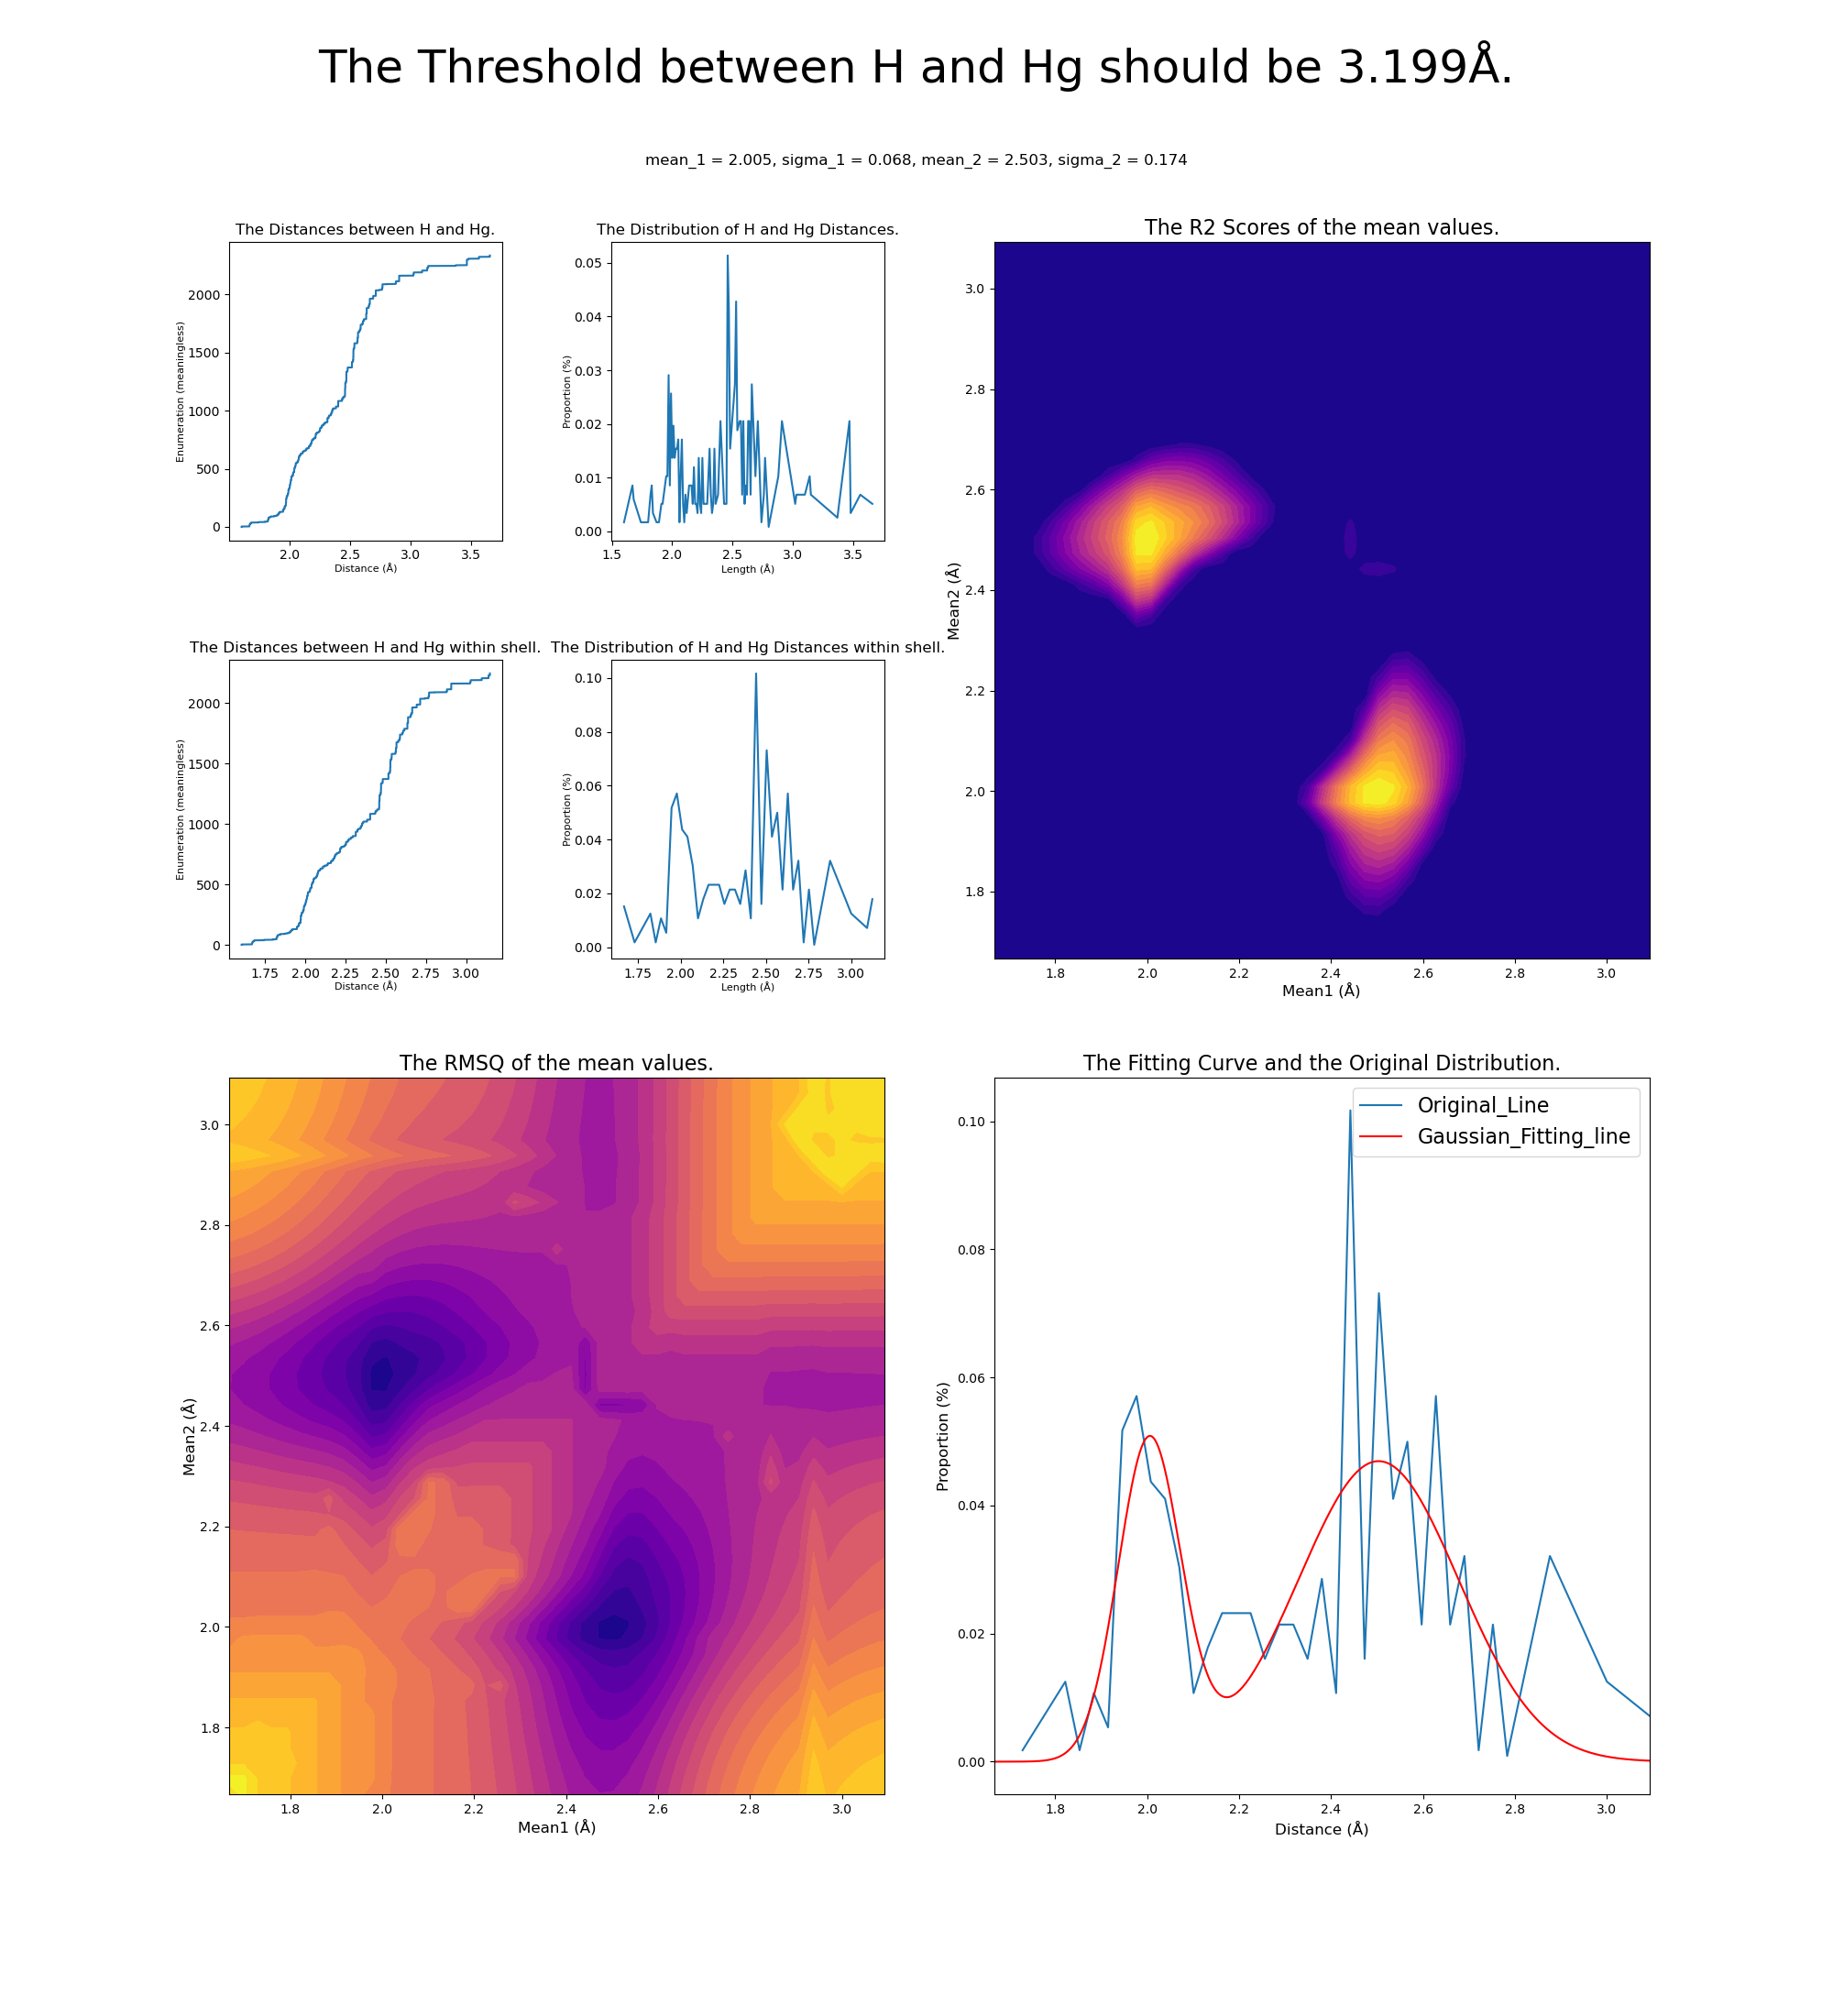 The Threshold between H and Hg should be 3.199Å.
mean_1 = 2.005, sigma_1 = 0.068, mean_2 = 2.503, sigma_2 = 0.174
The Distances between H and Hg.
Enumeration (meaningless)
2000
1500
1000
500
0
2.0 2.5 3.0 3.5
Distance (Å)
The Distribution of H and Hg Distances.
Proportion (%)
0.05
0.04
0.03
0.02
0.01
0.00
1.5 2.0 2.5 3.0 3.5
Length (Å)
The R2 Scores of the mean values.
Mean2 (Å)
3.0
2.8
2.6
2.4
2.2
2.0
1.8
1.8 2.0 2.2 2.4 2.6 2.8 3.0
Mean1 (Å)
The Distances between H and Hg within shell.
Enumeration (meaningless)
2000
1500
1000
500
0
1.75 2.00 2.25 2.50 2.75 3.00
Distance (Å)
The Distribution of H and Hg Distances within shell.
Proportion (%)
0.10
0.08
0.06
0.04
0.02
0.00
1.75 2.00 2.25 2.50 2.75 3.00
Length (Å)
The RMSQ of the mean values.
Mean2 (Å)
3.0
2.8
2.6
2.4
2.2
2.0
1.8
1.8 2.0 2.2 2.4 2.6 2.8 3.0
Mean1 (Å)
The Fitting Curve and the Original Distribution.
Original_Line
Gaussian_Fitting_line
Proportion (%)
0.10
0.08
0.06
0.04
0.02
0.00
1.8 2.0 2.2 2.4 2.6 2.8 3.0
Distance (Å)